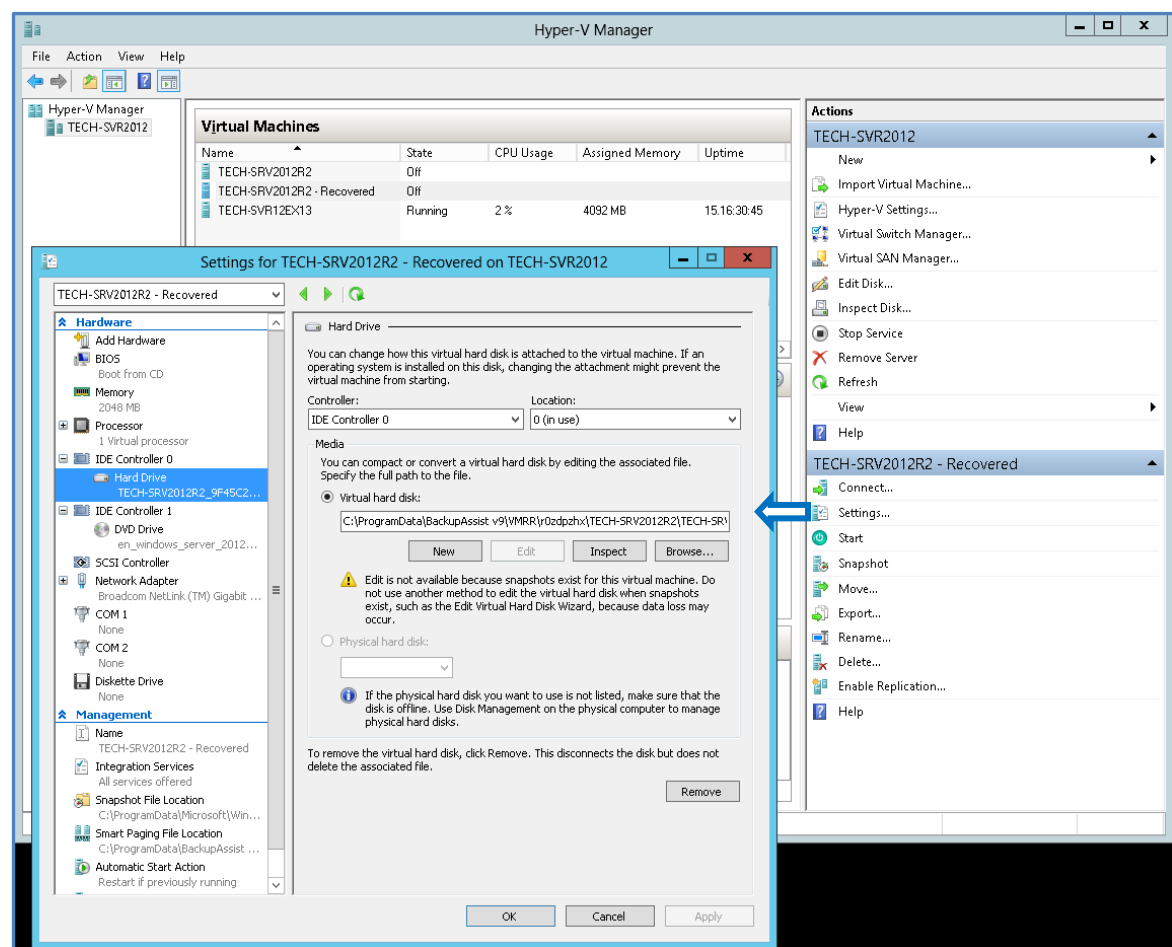 Hyper-V Manager
File Action View Help
Hyper-V Manager
TECH-SVR2012
Virtual Machines
Name State CPU Usage Assigned Memory Uptime
TECH-SRV2012R2 Off
TECH-SRV2012R2 - Recovered Off
TECH-SVR12EX13 Running 2 % 4092 MB 15.16:30:45
Settings for TECH-SRV2012R2 - Recovered on TECH-SVR2012
TECH-SRV2012R2 - Recovered
Hardware
Add Hardware
BIOS
Boot from CD
Memory
2048 MB
Processor
1 Virtual processor
IDE Controller 0
Hard Drive
TECH-SRV2012R2_9F45C2...
IDE Controller 1
DVD Drive
en_windows_server_2012...
SCSI Controller
Network Adapter
Broadcom NetLink (TM) Gigabit ...
COM 1
None
COM 2
None
Diskette Drive
None
Management
Name
TECH-SRV2012R2 - Recovered
Integration Services
All services offered
Snapshot File Location
C:\ProgramData\Microsoft\Win...
Smart Paging File Location
C:\ProgramData\BackupAssist ...
Automatic Start Action
Restart if previously running
Hard Drive
You can change how this virtual hard disk is attached to the virtual machine. If an
operating system is installed on this disk, changing the attachment might prevent the
virtual machine from starting.
Controller: Location:
IDE Controller 0 0 (in use)
Media
You can compact or convert a virtual hard disk by editing the associated file.
Specify the full path to the file.
Virtual hard disk:
C:\ProgramData\BackupAssist v9\VMRR\r0zdpzhx\TECH-SRV2012R2\TECH-SR\
New Edit Inspect Browse...
Edit is not available because snapshots exist for this virtual machine. Do
not use another method to edit the virtual hard disk when snapshots
exist, such as the Edit Virtual Hard Disk Wizard, because data loss may
occur.
Physical hard disk:
If the physical hard disk you want to use is not listed, make sure that the
disk is offline. Use Disk Management on the physical computer to manage
physical hard disks.
To remove the virtual hard disk, click Remove. This disconnects the disk but does not
delete the associated file.
Remove
OK Cancel Apply
Actions
TECH-SVR2012
New
Import Virtual Machine...
Hyper-V Settings...
Virtual Switch Manager...
Virtual SAN Manager...
Edit Disk...
Inspect Disk...
Stop Service
Remove Server
Refresh
View
Help
TECH-SRV2012R2 - Recovered
Connect...
Settings...
Start
Snapshot
Move...
Export...
Rename...
Delete...
Enable Replication...
Help